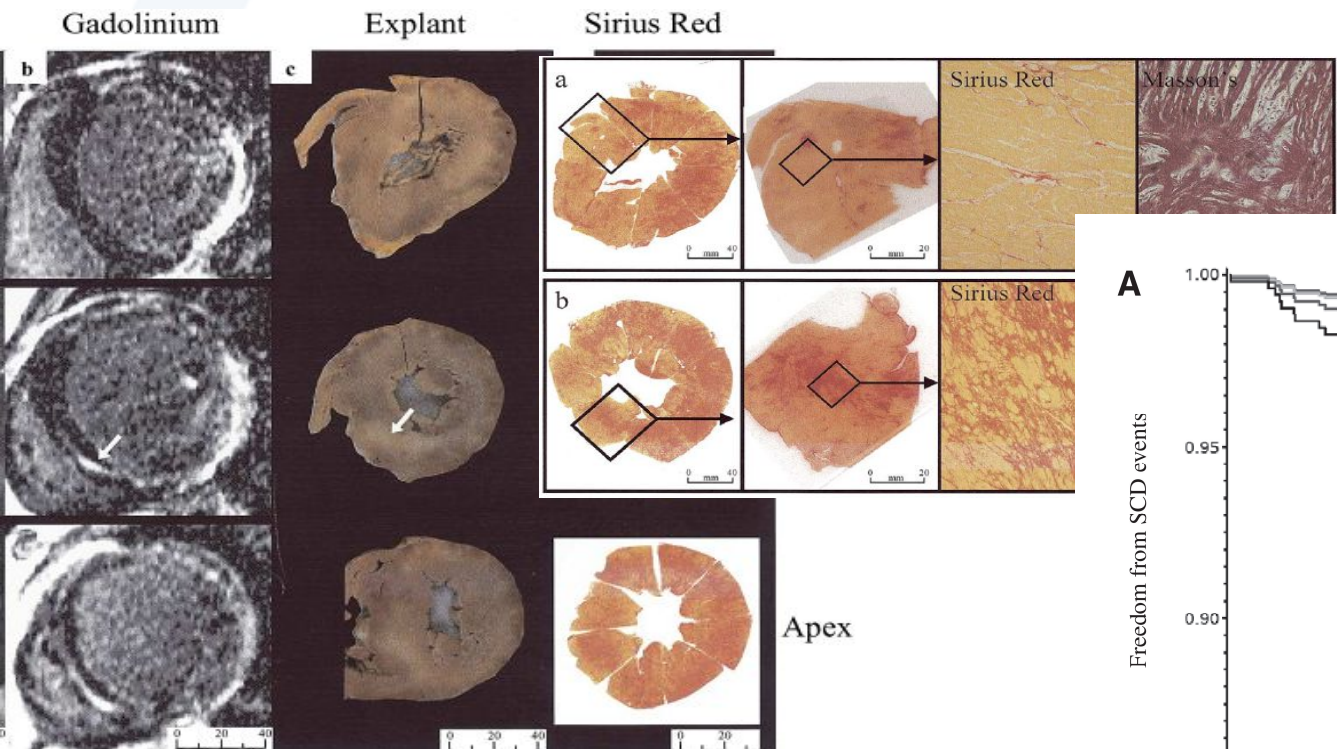 Gadolinium
Explant
Sirius Red
b
c
a
Sirius Red
Masson's
0 mm 40
0 mm 20
b
Sirius Red
0 mm 40
0 mm 20
A
1.00
0.95
0.90
Freedom from SCD events
Apex
0 20 40
0 20 40
0 20